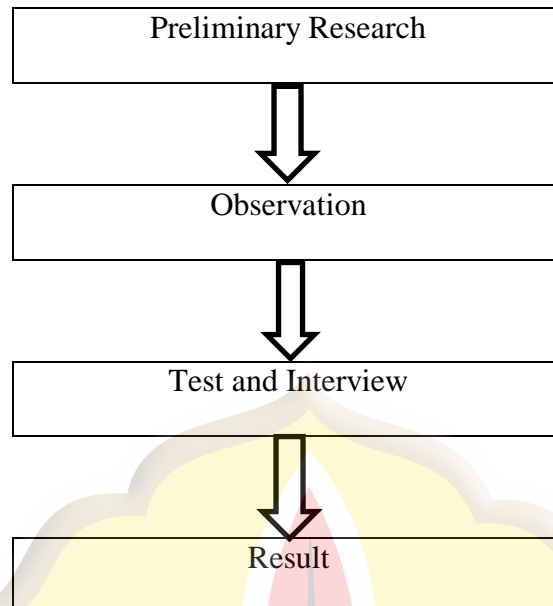 Preliminary Research
Observation
Test and Interview
Result